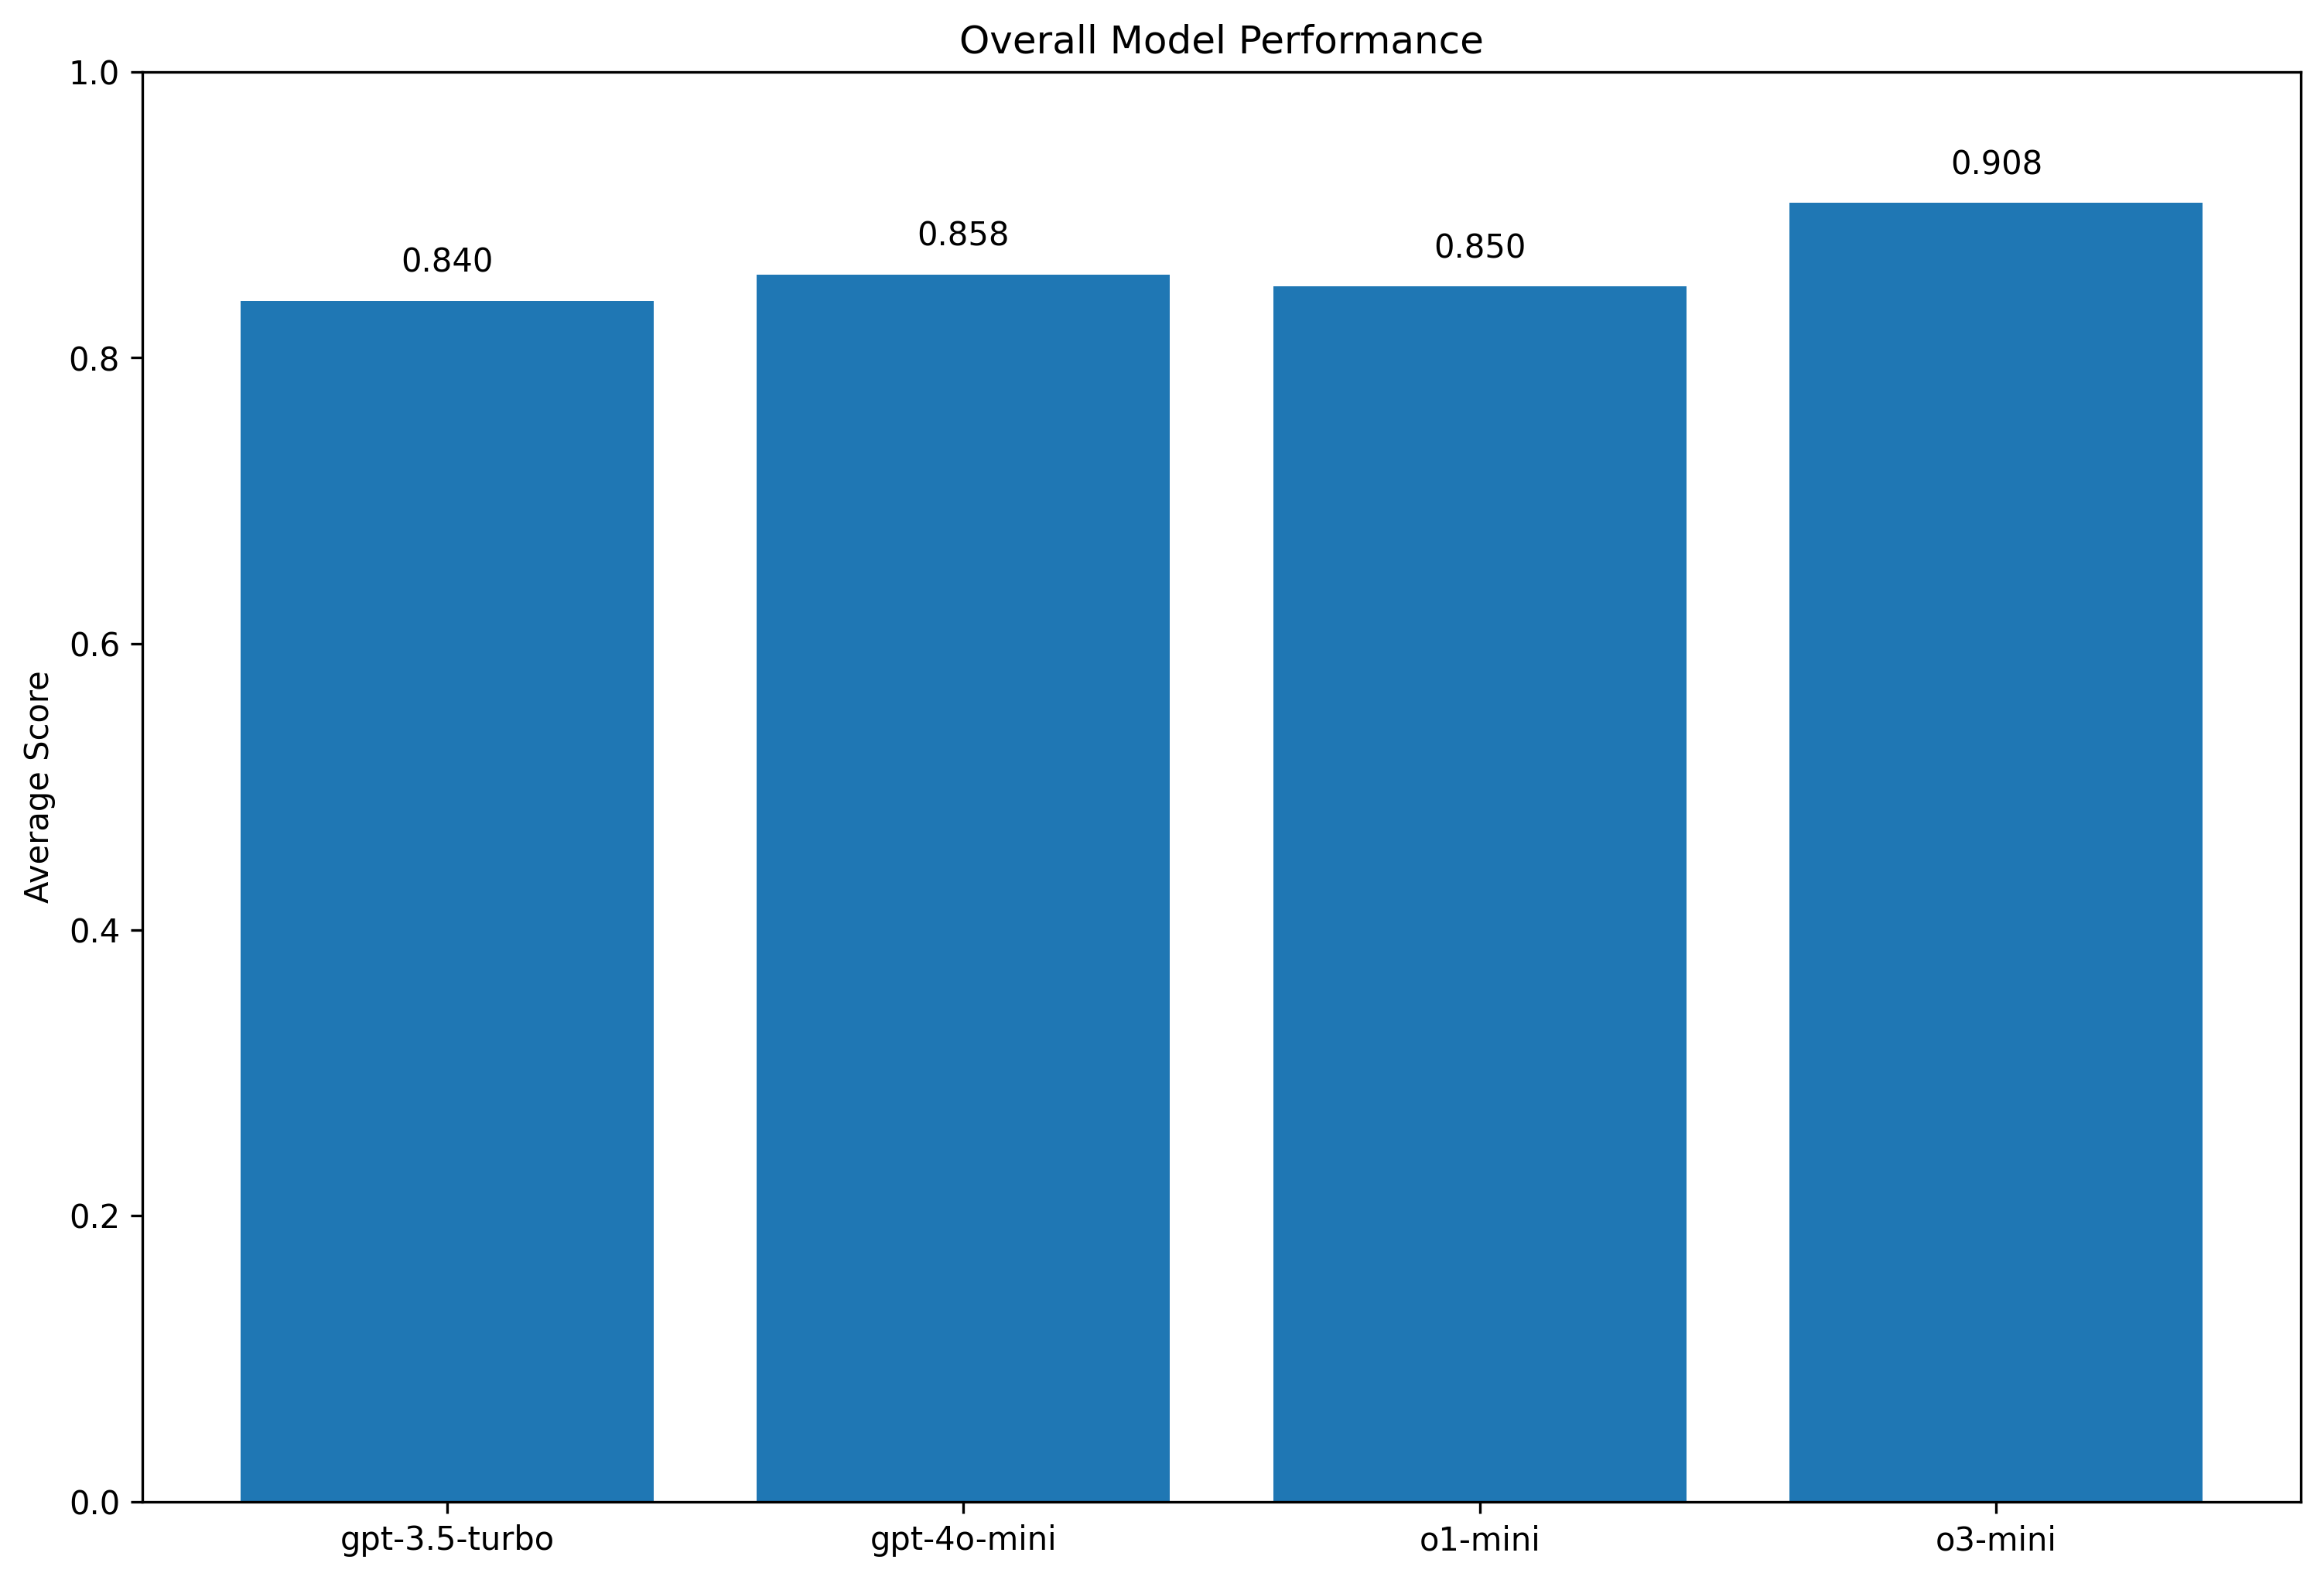 Overall Model Performance
1.0
0.8
0.6
0.4
0.2
0.0
Average Score
0.840
0.858
0.850
0.908
gpt-3.5-turbo
gpt-4o-mini
o1-mini
o3-mini